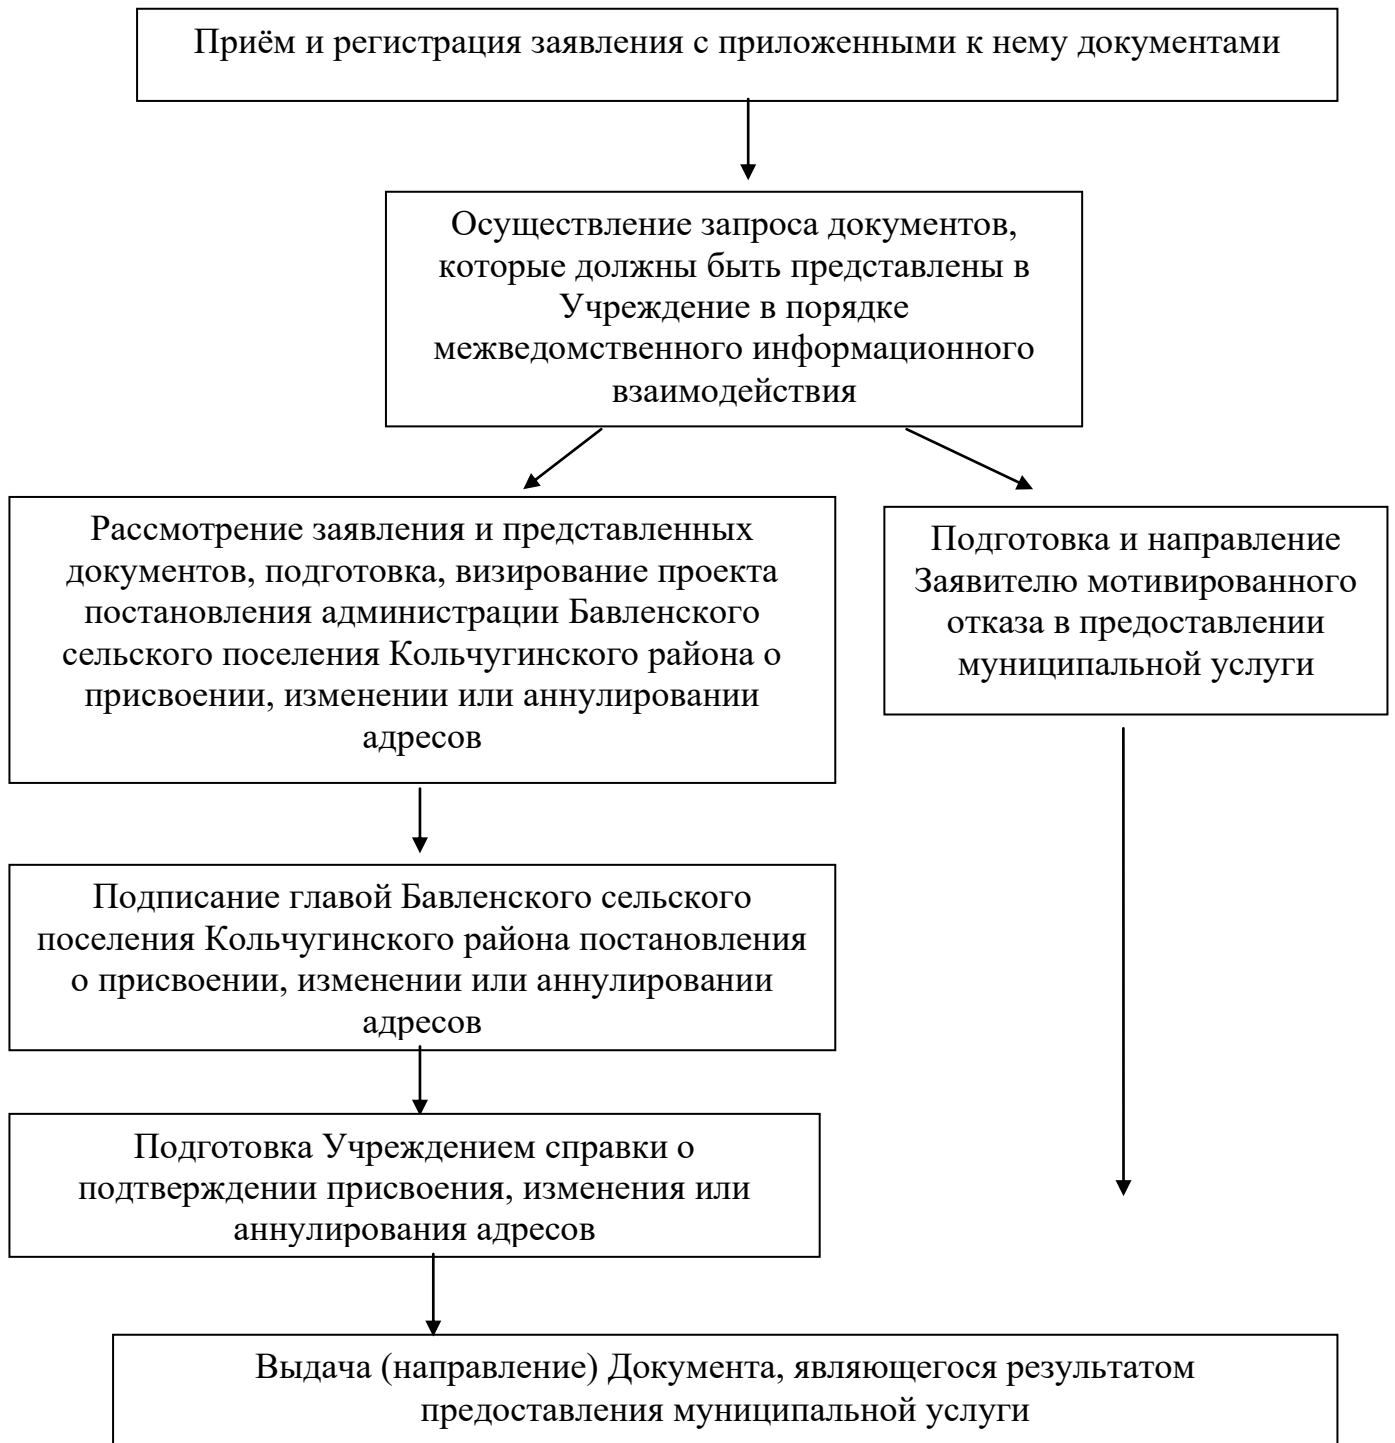 Приём и регистрация заявления с приложенными к нему документами
Осуществление запроса документов,
которые должны быть представлены в
Учреждение в порядке
межведомственного информационного
взаимодействия
Рассмотрение заявления и представленных
документов, подготовка, визирование проекта
постановления администрации Бавленского
сельского поселения Кольчугинского района о
присвоении, изменении или аннулировании
адресов
Подготовка и направление
Заявителю мотивированного
отказа в предоставлении
муниципальной услуги
Подписание главой Бавленского сельского
поселения Кольчугинского района постановления
о присвоении, изменении или аннулировании
адресов
Подготовка Учреждением справки о
подтверждении присвоения, изменения или
аннулирования адресов
Выдача (направление) Документа, являющегося результатом
предоставления муниципальной услуги